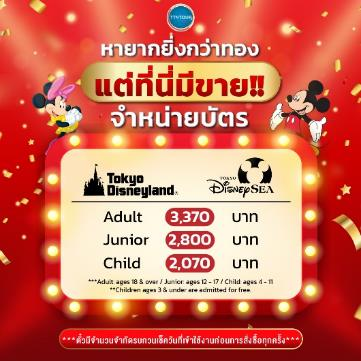 TTNTOUR
หายากยิ่งกว่าทอง
แต่ที่นี่มีขาย!!
จำหน่ายบัตร
Tokyo Disneyland®
TOKYO DISNEYSEA
Adult 3,370 บาท
Junior 2,800 บาท
Child 2,070 บาท
***Adult: ages 18 & over / Junior: ages 12 - 17 / Child: ages 4 - 11
**Children ages 3 & under are admitted for free.
***ตั๋วมีจำนวนจำกัดรบกวนเช็ควันที่เข้าใช้งานก่อนการสั่งซื้อทุกครั้ง***